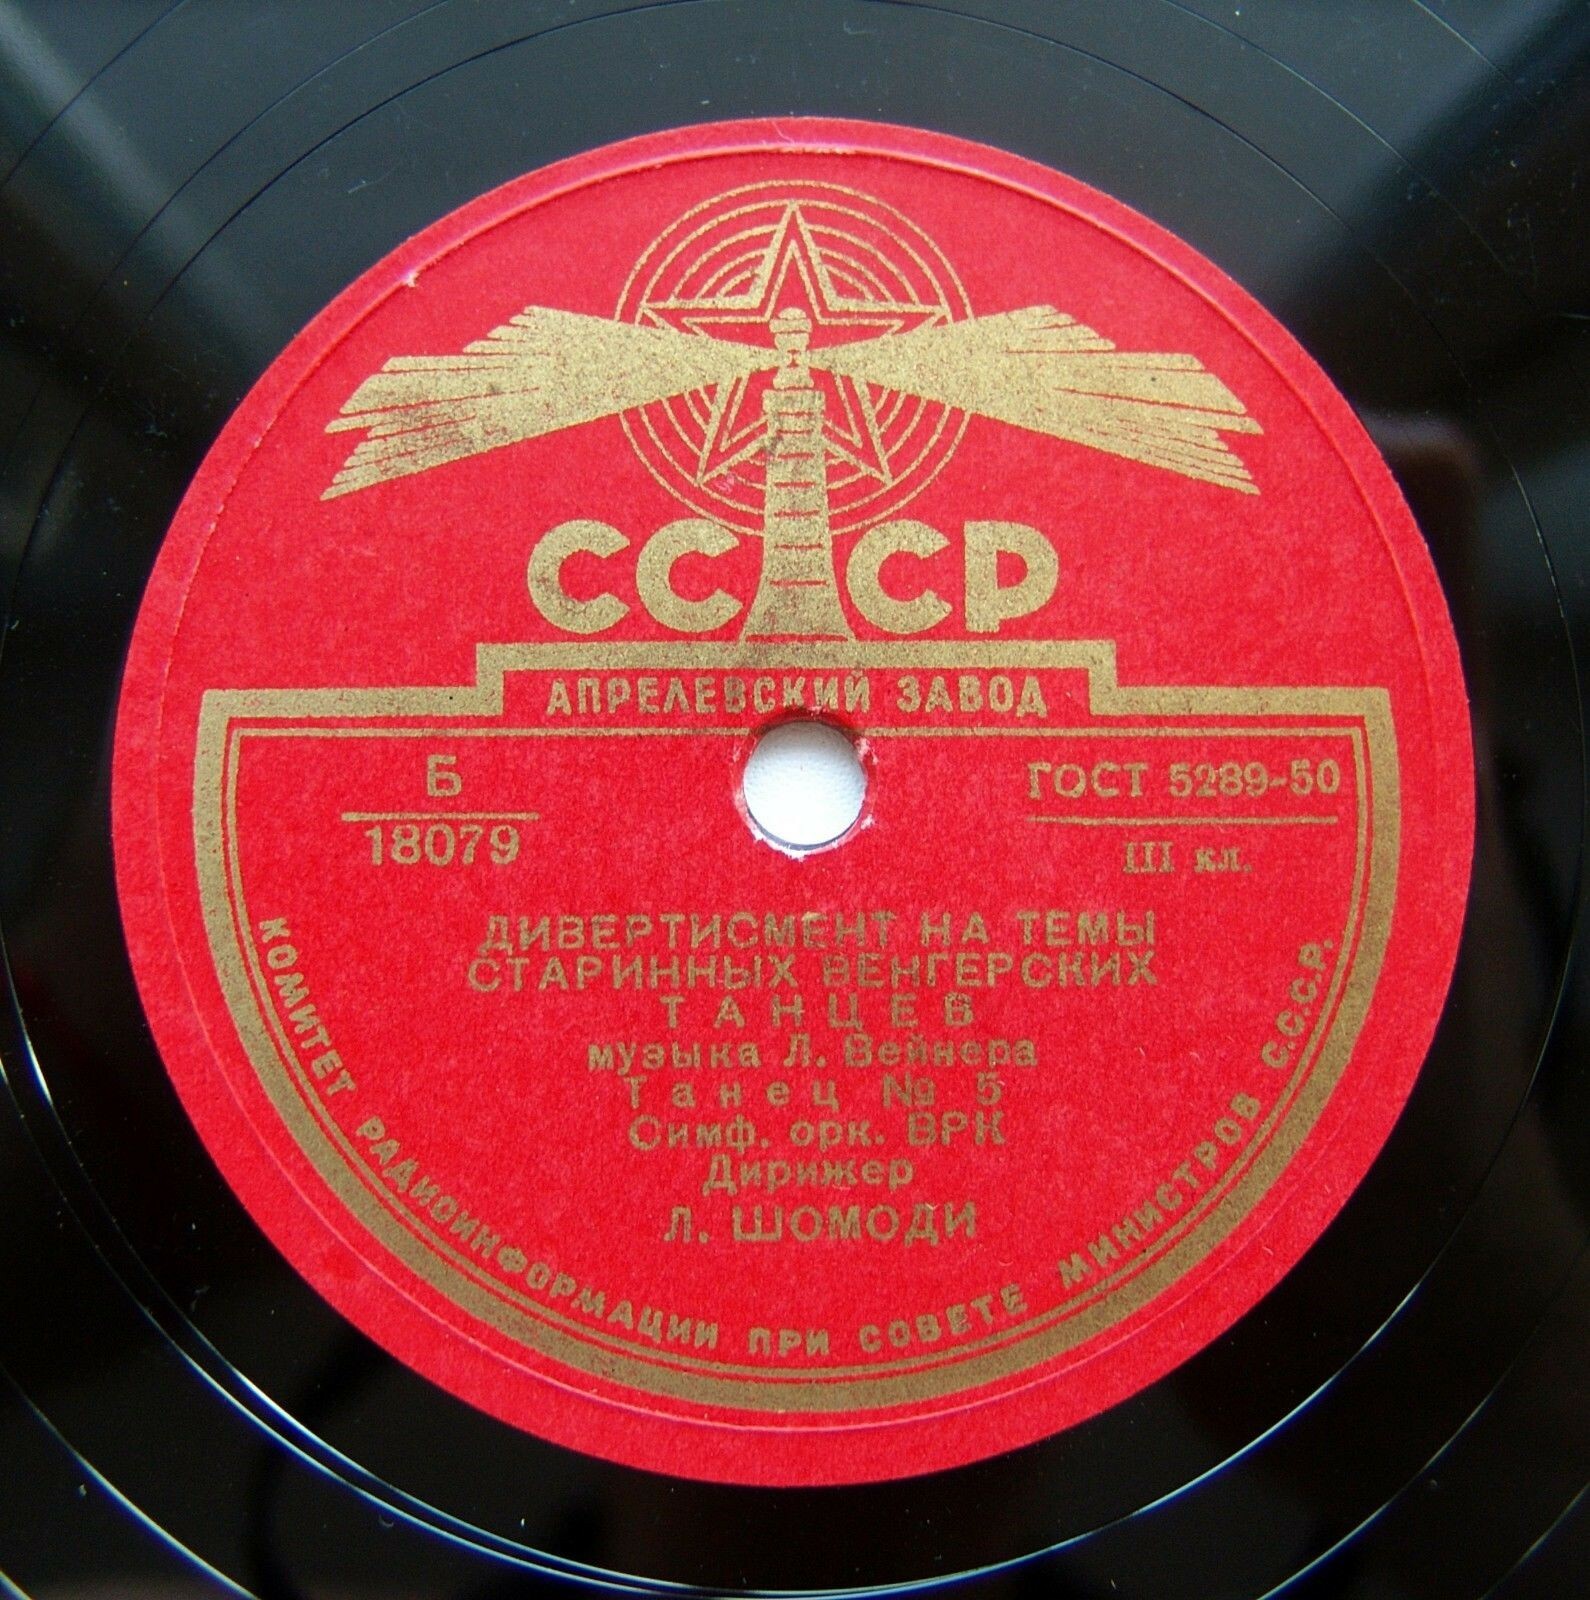 СССР
АПРЕЛЕВСКИЙ ЗАВОД
Б
18079
ГОСТ 5289-50
III кл.
ДИВЕРТИСМЕНТ НА ТЕМЫ
СТАРИННЫХ ВЕНГЕРСКИХ
ТАНЦЕВ
музыка Л. Вейнера
Танец № 5
Симф. орк. ВРК
Дирижер
Л. ШОМОДИ
КОМИТЕТ РАДИОИНФОРМАЦИИ ПРИ СОВЕТЕ МИНИСТРОВ С.С.С.Р.